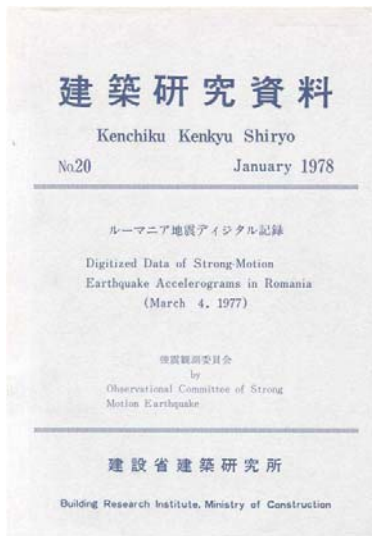 建築研究資料
Kenchiku Kenkyu Shiryo
No.20 January 1978
ルーマニア地震ディジタル記録
Digitized Data of Strong-Motion
Earthquake Accelerograms in Romania
(March 4, 1977)
強震観測委員会
by
Observational Committee of Strong
Motion Earthquake
建設省建築研究所
Building Research Institute, Ministry of Construction